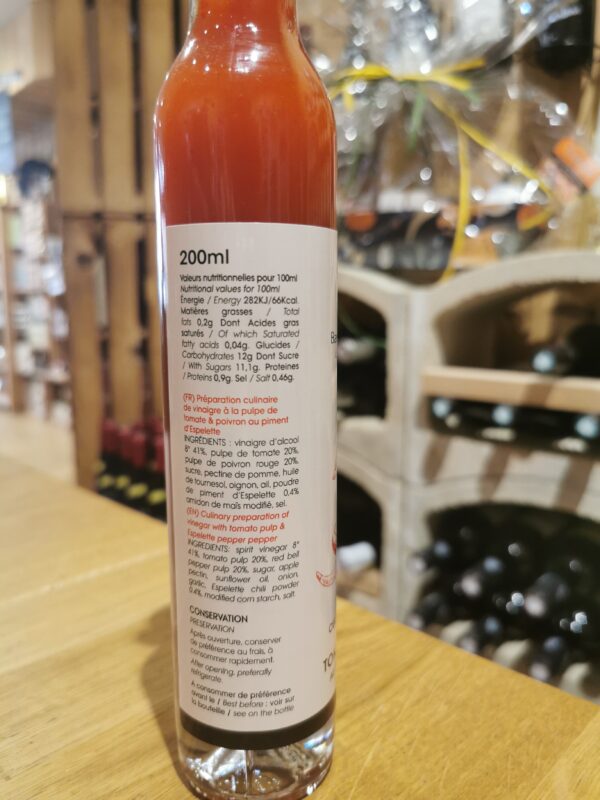 200ml
Valeurs nutritionnelles pour 100ml
Nutritional values for 100ml
Énergie / Energy 282KJ/66Kcal.
Matières grasses / Total
fats 0,2g Dont Acides gras
saturés / Of which Saturated
fatty acids 0,04g. Glucides /
Carbohydrates 12g Dont Sucre
/ With Sugars 11,1g. Proteines
/ Proteins 0,9g. Sel / Salt 0,46g.
(FR) Préparation culinaire
de vinaigre à la pulpe de
tomate & poivron au piment
d'Espelette
INGRÉDIENTS : vinaigre d'alcool
8° 41%, pulpe de tomate 20%,
pulpe de poivron rouge 20%,
sucre, pectine de pomme, huile
de tournesol, oignon, ail, poudre
de piment d'Espelette 0,4%
amidon de maïs modifié, sel.
(EN) Culinary preparation of
vinegar with tomato pulp &
Espelette pepper pepper
INGREDIENTS: spirit vinegar 8°
41%, tomato pulp 20%, red bell
pepper pulp 20%, sugar, apple
pectin, sunflower oil, onion,
garlic, Espelette chili powder
0,4%, modified corn starch, salt.
CONSERVATION
PRESERVATION
Après ouverture, conserver
de préférence au frais, à
consommer rapidement.
After opening, preferally
refrigerate.
A consommer de préférence
avant le / Best before : voir sur
la bouteille / see on the bottle